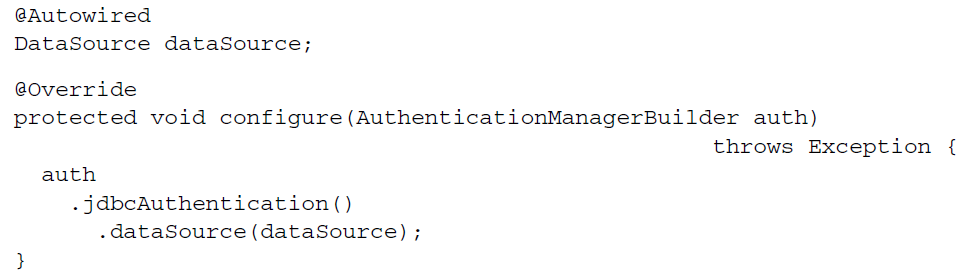 @Autowired
DataSource dataSource;
@Override
protected void configure(AuthenticationManagerBuilder auth)
throws Exception {
auth
.jdbcAuthentication()
.dataSource(dataSource);
}